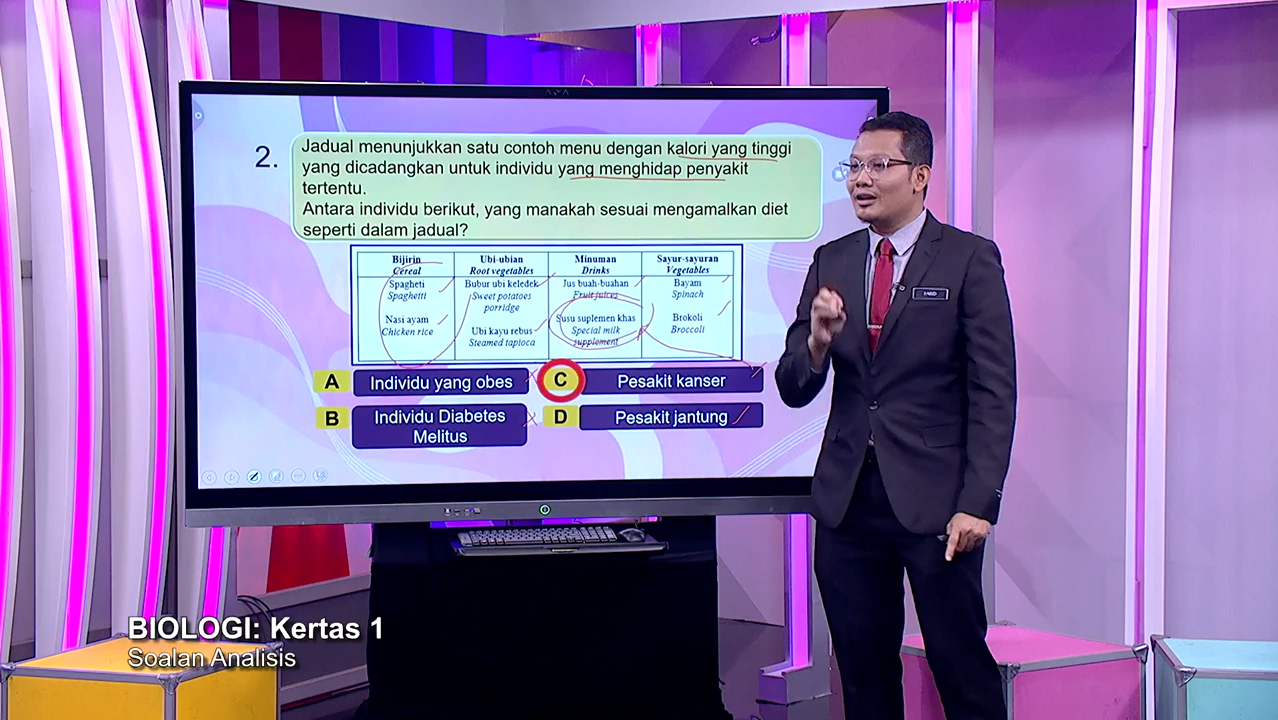 2.
Jadual menunjukkan satu contoh menu dengan kalori yang tinggi
yang dicadangkan untuk individu yang menghidap penyakit
tertentu.
Antara individu berikut, yang manakah sesuai mengamalkan diet
seperti dalam jadual?
Bijirin
Cereal
Spagheti
Spaghetti
Nasi ayam
Chicken rice
Ubi-ubian
Root vegetables
Bubur ubi keledek
Sweet potatoes
porridge
Ubi kayu rebus
Steamed tapioca
Minuman
Drinks
Jus buah-buahan
Fruit juices
Susu suplemen khas
Special milk
supplement
Sayur-sayuran
Vegetables
Bayam
Spinach
Brokoli
Broccoli
A Individu yang obes
B Individu Diabetes
Melitus
C Pesakit kanser
D Pesakit jantung
BIOLOGI: Kertas 1
Soalan Analisis